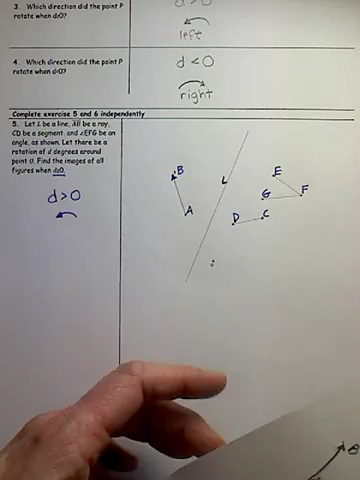 3. Which direction did the point P
rotate when d≥0?
d > 0
left
4. Which direction did the point P
rotate when d<0?
d < 0
right
Complete exercise 5 and 6 independently
5. Let L be a line, AB be a ray,
CD be a segment, and ∠EFG be an
angle, as shown. Let there be a
rotation of d degrees around
point O. Find the images of all
figures when d≥0.
d > 0
B
A
L
E
F
G
D
C